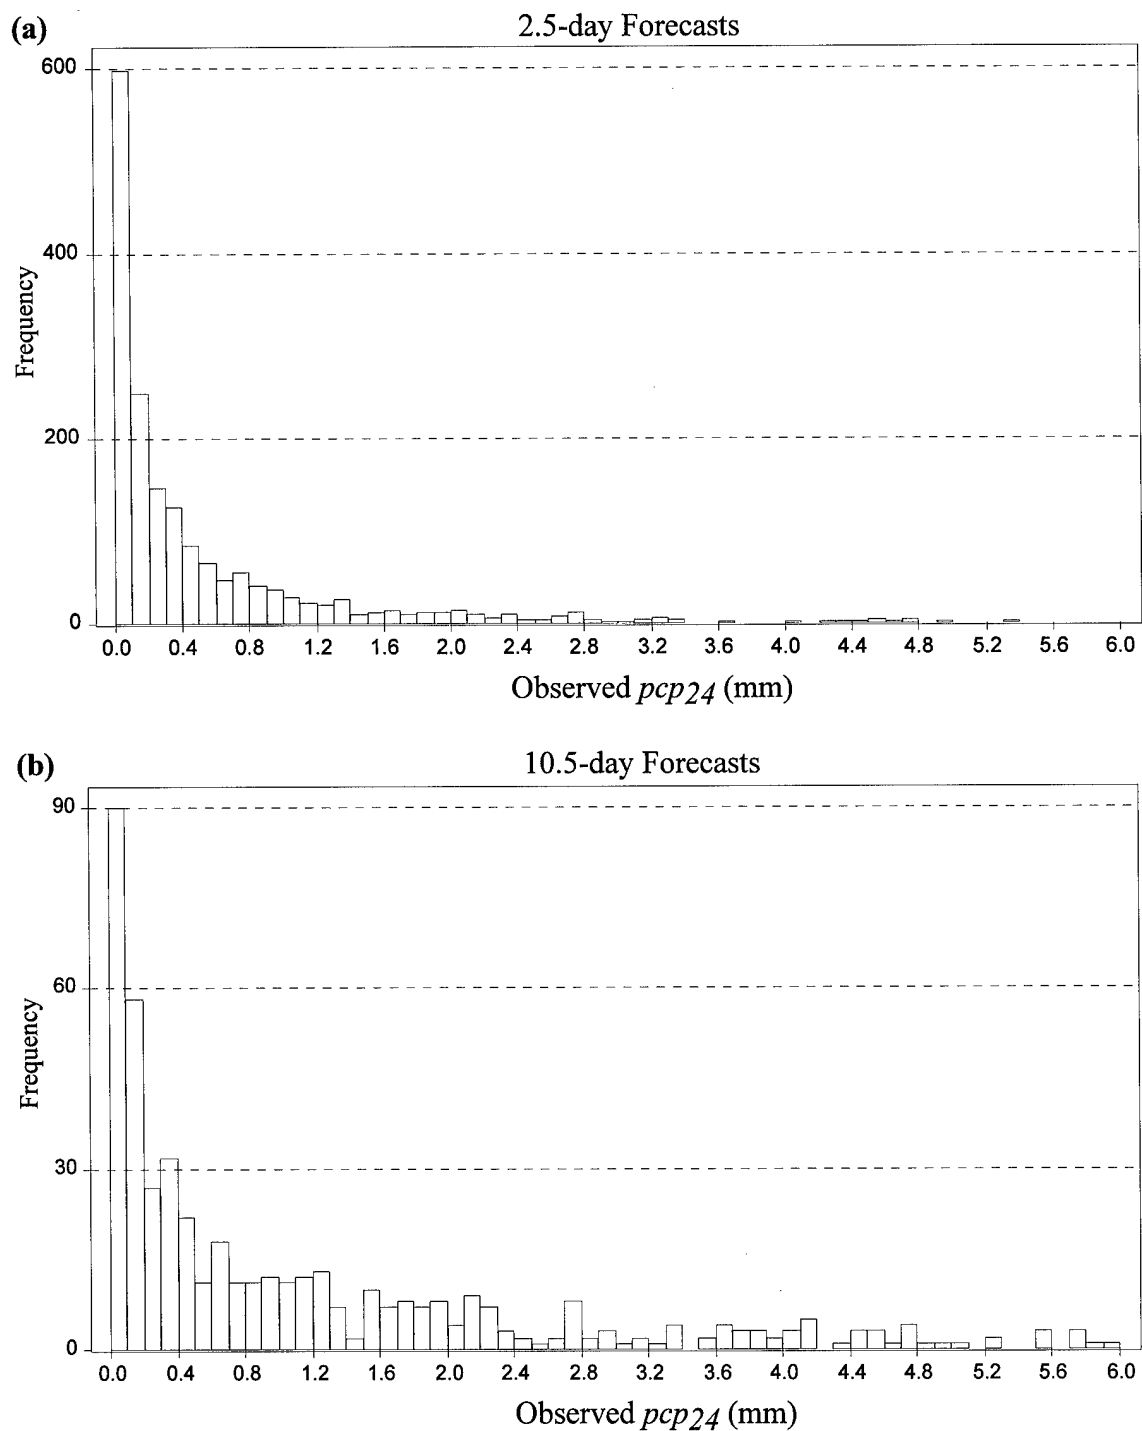 (a)
2.5-day Forecasts
600
400
200
0
Frequency
0.0 0.4 0.8 1.2 1.6 2.0 2.4 2.8 3.2 3.6 4.0 4.4 4.8 5.2 5.6 6.0
Observed pcp24 (mm)
(b)
10.5-day Forecasts
90
60
30
0
Frequency
0.0 0.4 0.8 1.2 1.6 2.0 2.4 2.8 3.2 3.6 4.0 4.4 4.8 5.2 5.6 6.0
Observed pcp24 (mm)